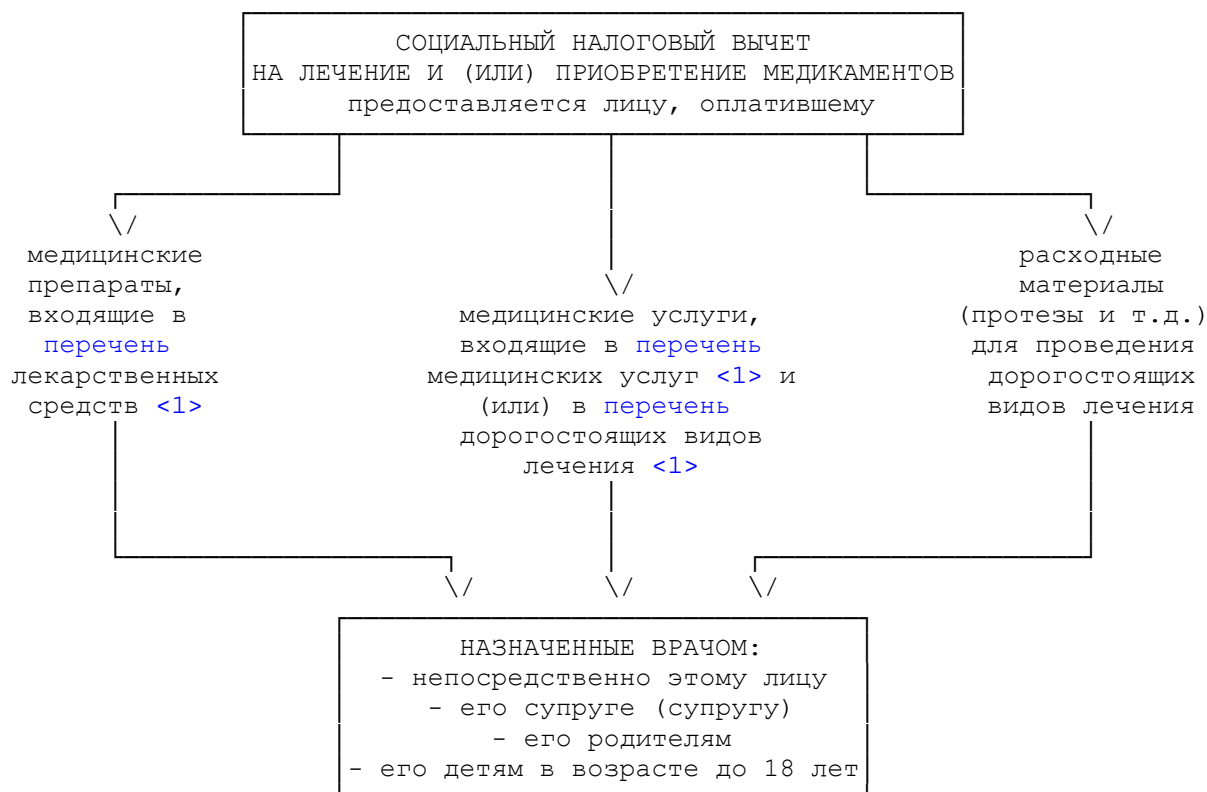 СОЦИАЛЬНЫЙ НАЛОГОВЫЙ ВЫЧЕТ
НА ЛЕЧЕНИЕ И (ИЛИ) ПРИОБРЕТЕНИЕ МЕДИКАМЕНТОВ
предоставляется лицу, оплатившему
медицинские
препараты,
входящие в
перечень
лекарственных
средств <1>
медицинские услуги,
входящие в перечень
медицинских услуг <1> и
(или) в перечень
дорогостоящих видов
лечения <1>
расходные
материалы
(протезы и т.д.)
для проведения
дорогостоящих
видов лечения
НАЗНАЧЕННЫЕ ВРАЧОМ:
- непосредственно этому лицу
- его супруге (супругу)
- его родителям
- его детям в возрасте до 18 лет